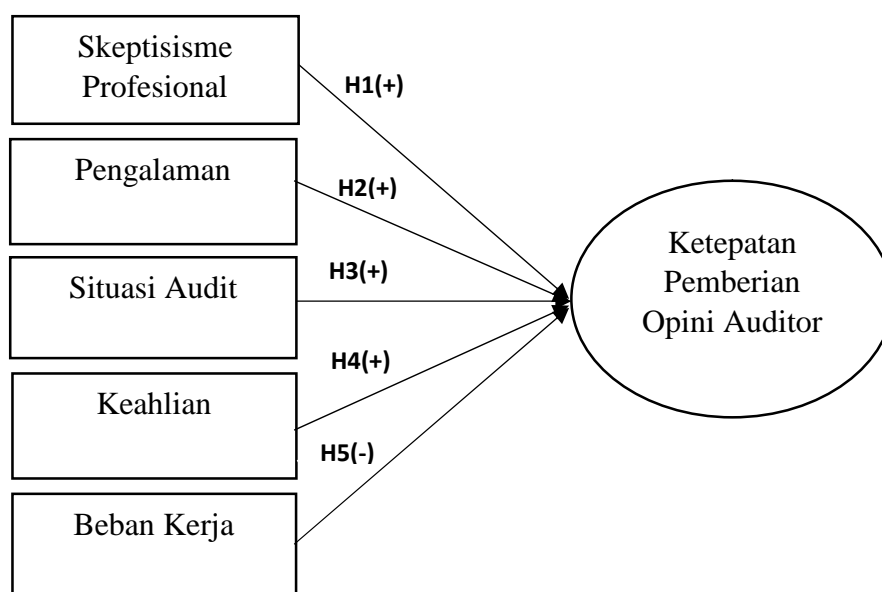 Skeptisisme
Profesional
H1(+)
Pengalaman
H2(+)
Situasi Audit
H3(+)
Keahlian
H4(+)
Beban Kerja
H5(-)
Ketepatan
Pemberian
Opini Auditor